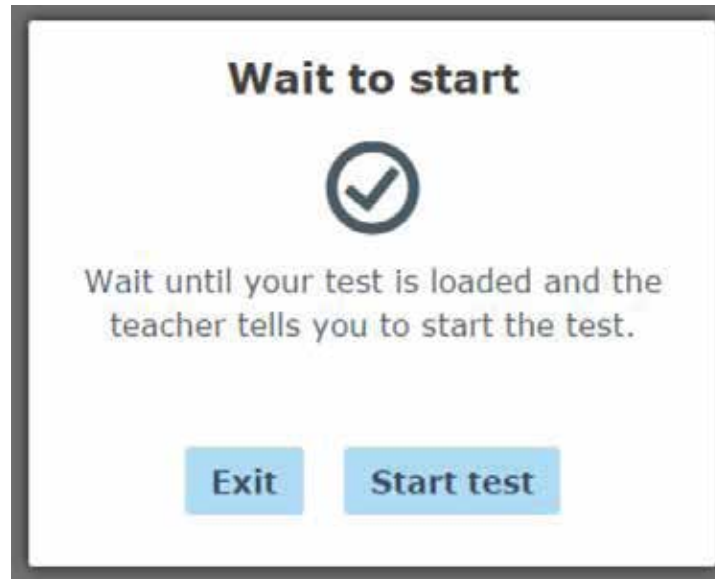 Wait to start
Wait until your test is loaded and the
teacher tells you to start the test.
Exit
Start test